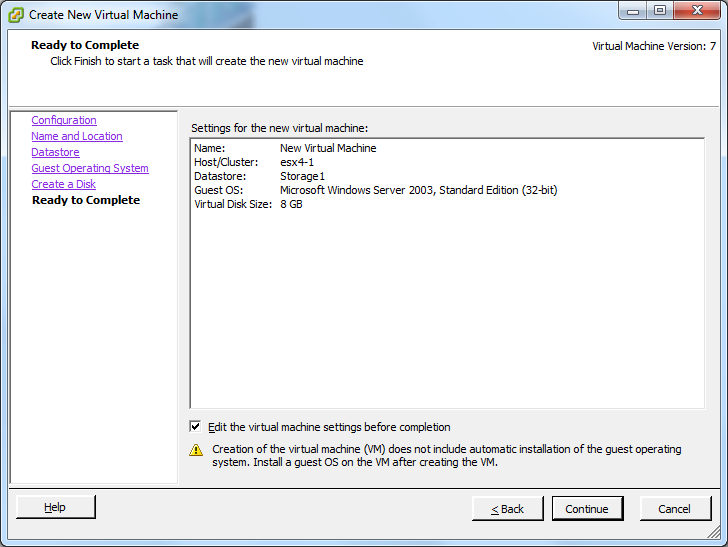 Create New Virtual Machine
Ready to Complete
Click Finish to start a task that will create the new virtual machine
Virtual Machine Version: 7
Configuration
Name and Location
Datastore
Guest Operating System
Create a Disk
Ready to Complete
Settings for the new virtual machine:
Name: New Virtual Machine
Host/Cluster: esx4-1
Datastore: Storage1
Guest OS: Microsoft Windows Server 2003, Standard Edition (32-bit)
Virtual Disk Size: 8 GB
Edit the virtual machine settings before completion
Creation of the virtual machine (VM) does not include automatic installation of the guest operating
system. Install a guest OS on the VM after creating the VM.
Help
< Back
Continue
Cancel